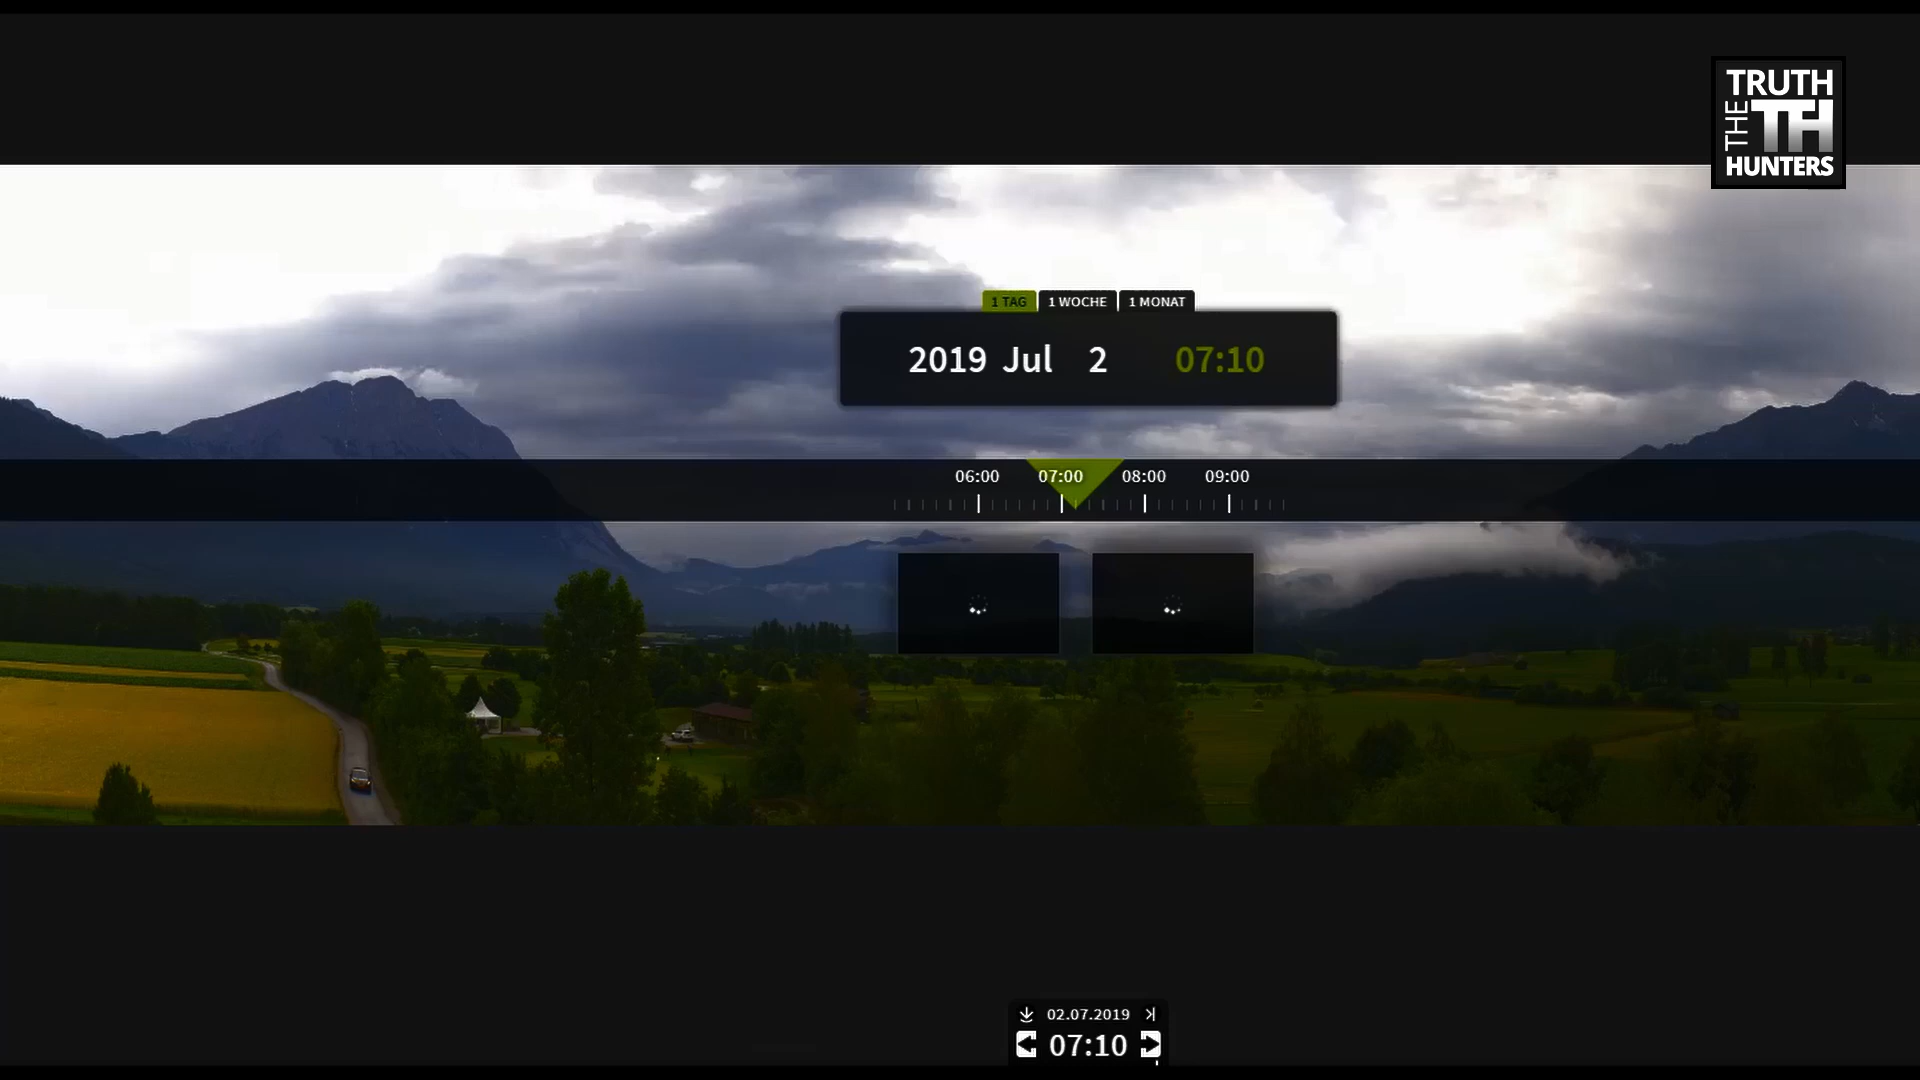 TRUTH
THE TH
HUNTERS
1 TAG 1 WOCHE 1 MONAT
2019 Jul 2 07:10
06:00 07:00 08:00 09:00
02.07.2019
07:10